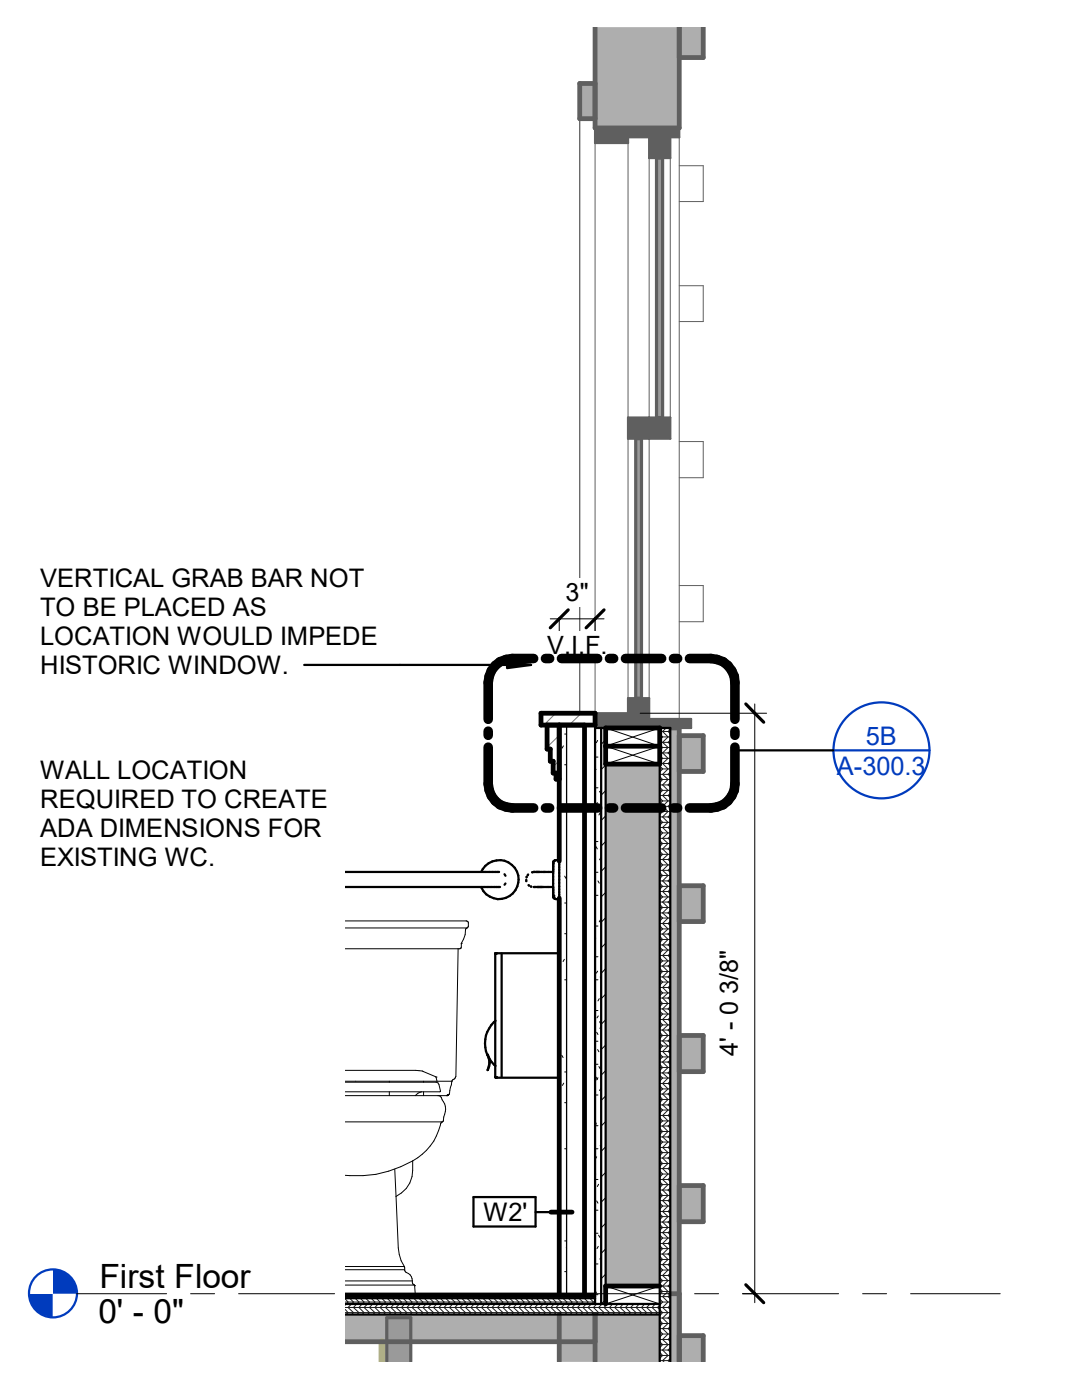 3"
V.I.F.
VERTICAL GRAB BAR NOT
TO BE PLACED AS
LOCATION WOULD IMPEDE
HISTORIC WINDOW.
5B
A-300.3
WALL LOCATION
REQUIRED TO CREATE
ADA DIMENSIONS FOR
EXISTING WC.
4' - 0 3/8"
W2'
First Floor
0' - 0"